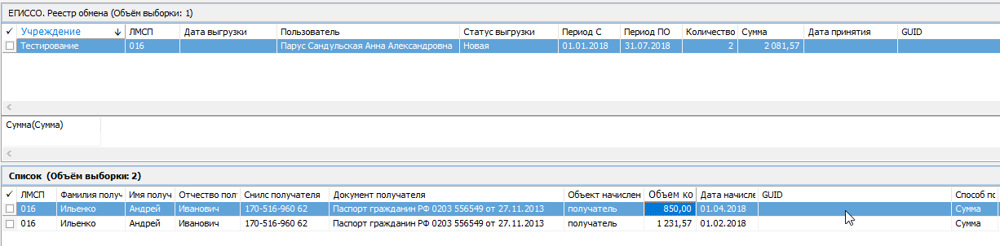 ЕГИССО. Реестр обмена (Объём выборки: 1)
✓ Учреждение ↓ ЛМСП Дата выгрузки Пользователь Статус выгрузки Период С Период ПО Количество Сумма Дата принятия GUID
Тестирование 016 Парус Сандульская Анна Александровна Новая 01.01.2018 31.07.2018 2 2 081,57
Сумма(Сумма)
Список (Объём выборки: 2)
✓ ЛМСП Фамилия получ Имя получ Отчество пол Снилс получателя Документ получателя Объект начислен Объем ко Дата начисле GUID Способ по
016 Ильенко Андрей Иванович 170-516-960 62 Паспорт гражданин РФ 0203 556549 от 27.11.2013 получатель 850,00 01.04.2018 Сумма
016 Ильенко Андрей Иванович 170-516-960 62 Паспорт гражданин РФ 0203 556549 от 27.11.2013 получатель 1 231,57 01.02.2018 Сумма